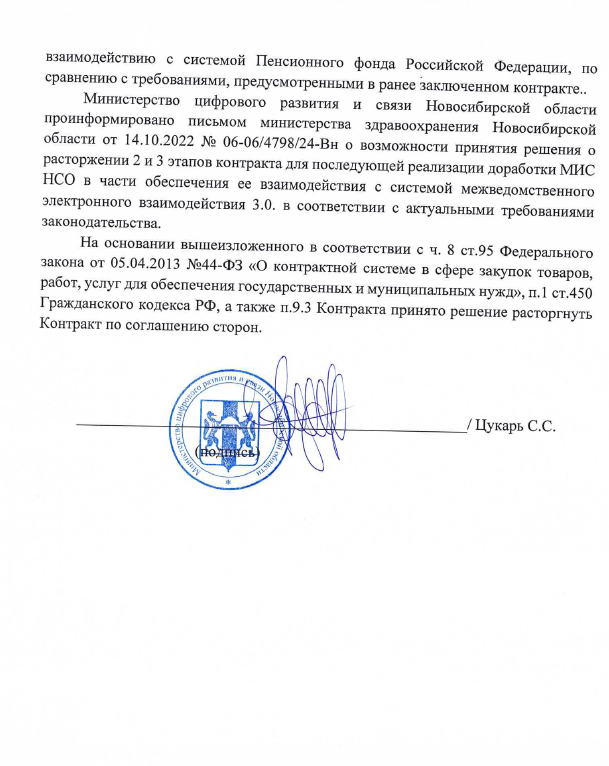 взаимодействию с системой Пенсионного фонда Российской Федерации, по
сравнению с требованиями, предусмотренными в ранее заключенном контракте..
Министерство цифрового развития и связи Новосибирской области
проинформировано письмом министерства здравоохранения Новосибирской
области от 14.10.2022 № 06-06/4798/24-Вн о возможности принятия решения о
расторжении 2 и 3 этапов контракта для последующей реализации доработки МИС
НСО в части обеспечения ее взаимодействия с системой межведомственного
электронного взаимодействия 3.0. в соответствии с актуальными требованиями
законодательства.
На основании вышеизложенного в соответствии с ч. 8 ст.95 Федерального
закона от 05.04.2013 №44-ФЗ «О контрактной системе в сфере закупок товаров,
работ, услуг для обеспечения государственных и муниципальных нужд», п.1 ст.450
Гражданского кодекса РФ, а также п.9.3 Контракта принято решение расторгнуть
Контракт по соглашению сторон.
/ Цукарь С.С.
(подпись)
Министерство цифрового развития и связи Новосибирской области